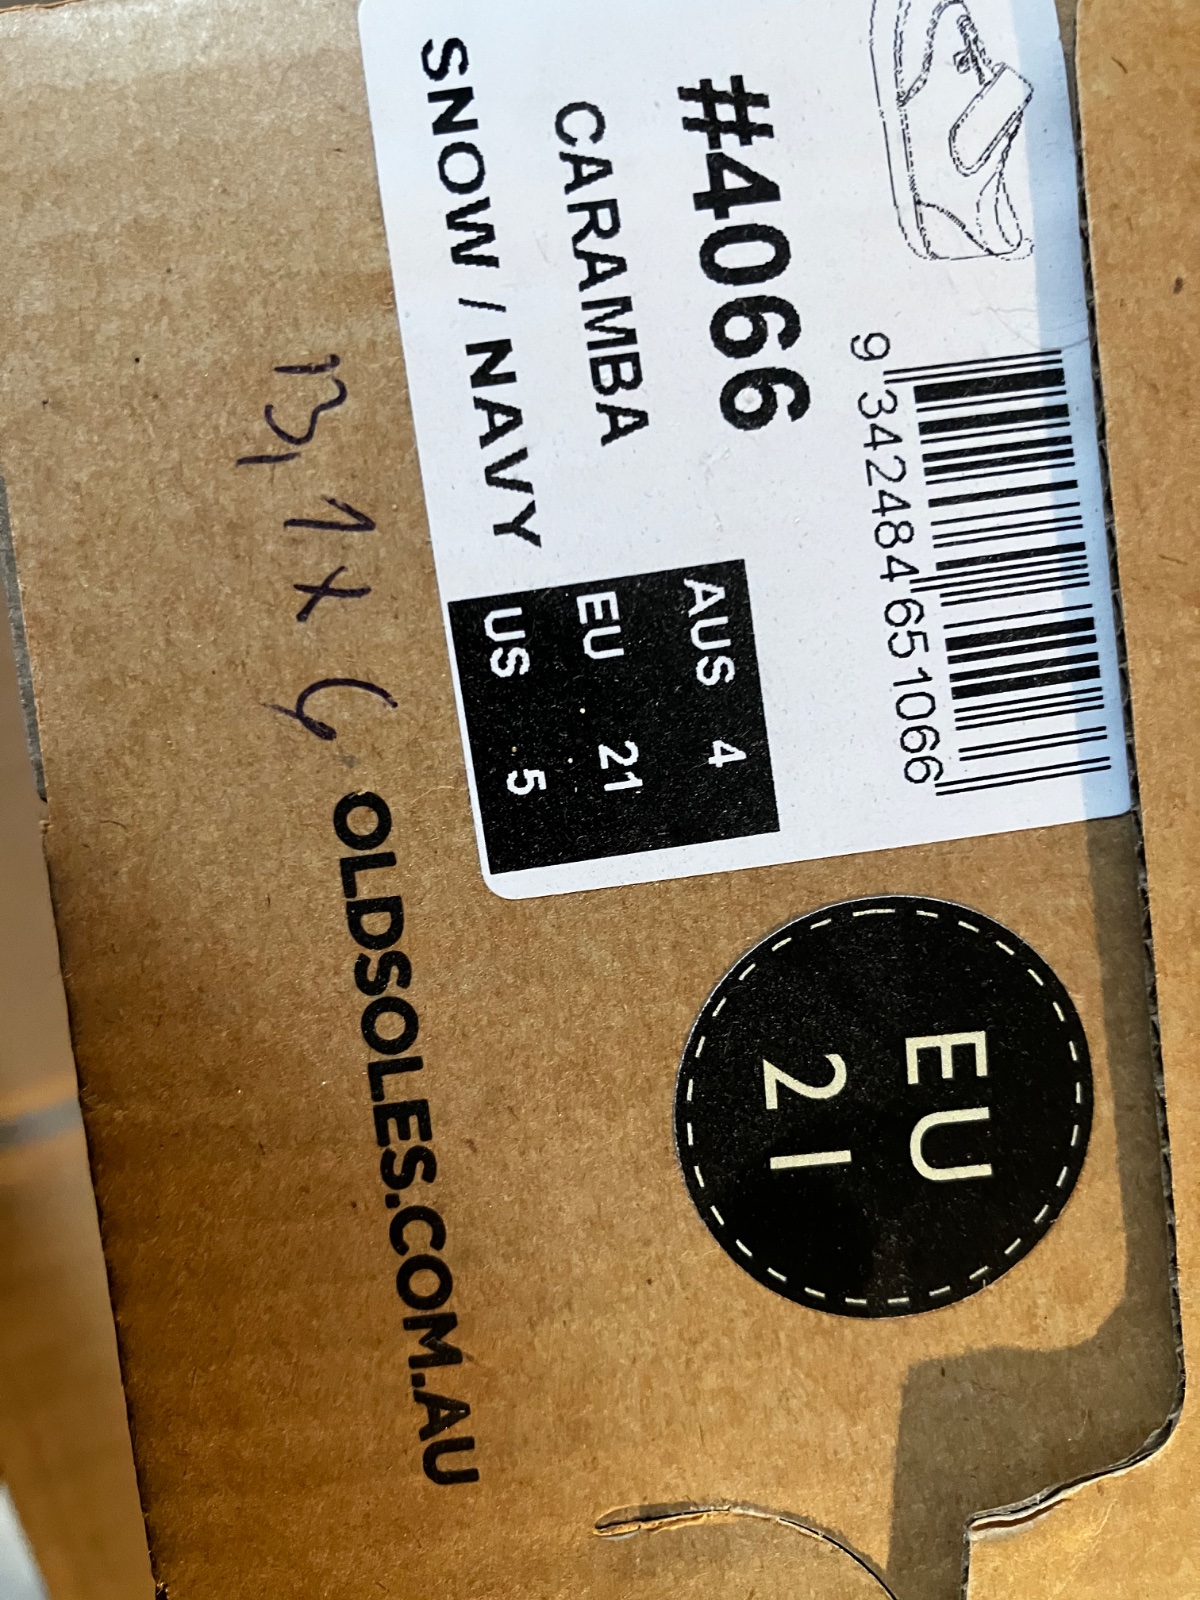 9 342484 651066
#4066
CARAMBA
SNOW / NAVY
AUS 4
EU 21
US 5
EU
21
13,1 x 6
OLDSOLES.COM.AU